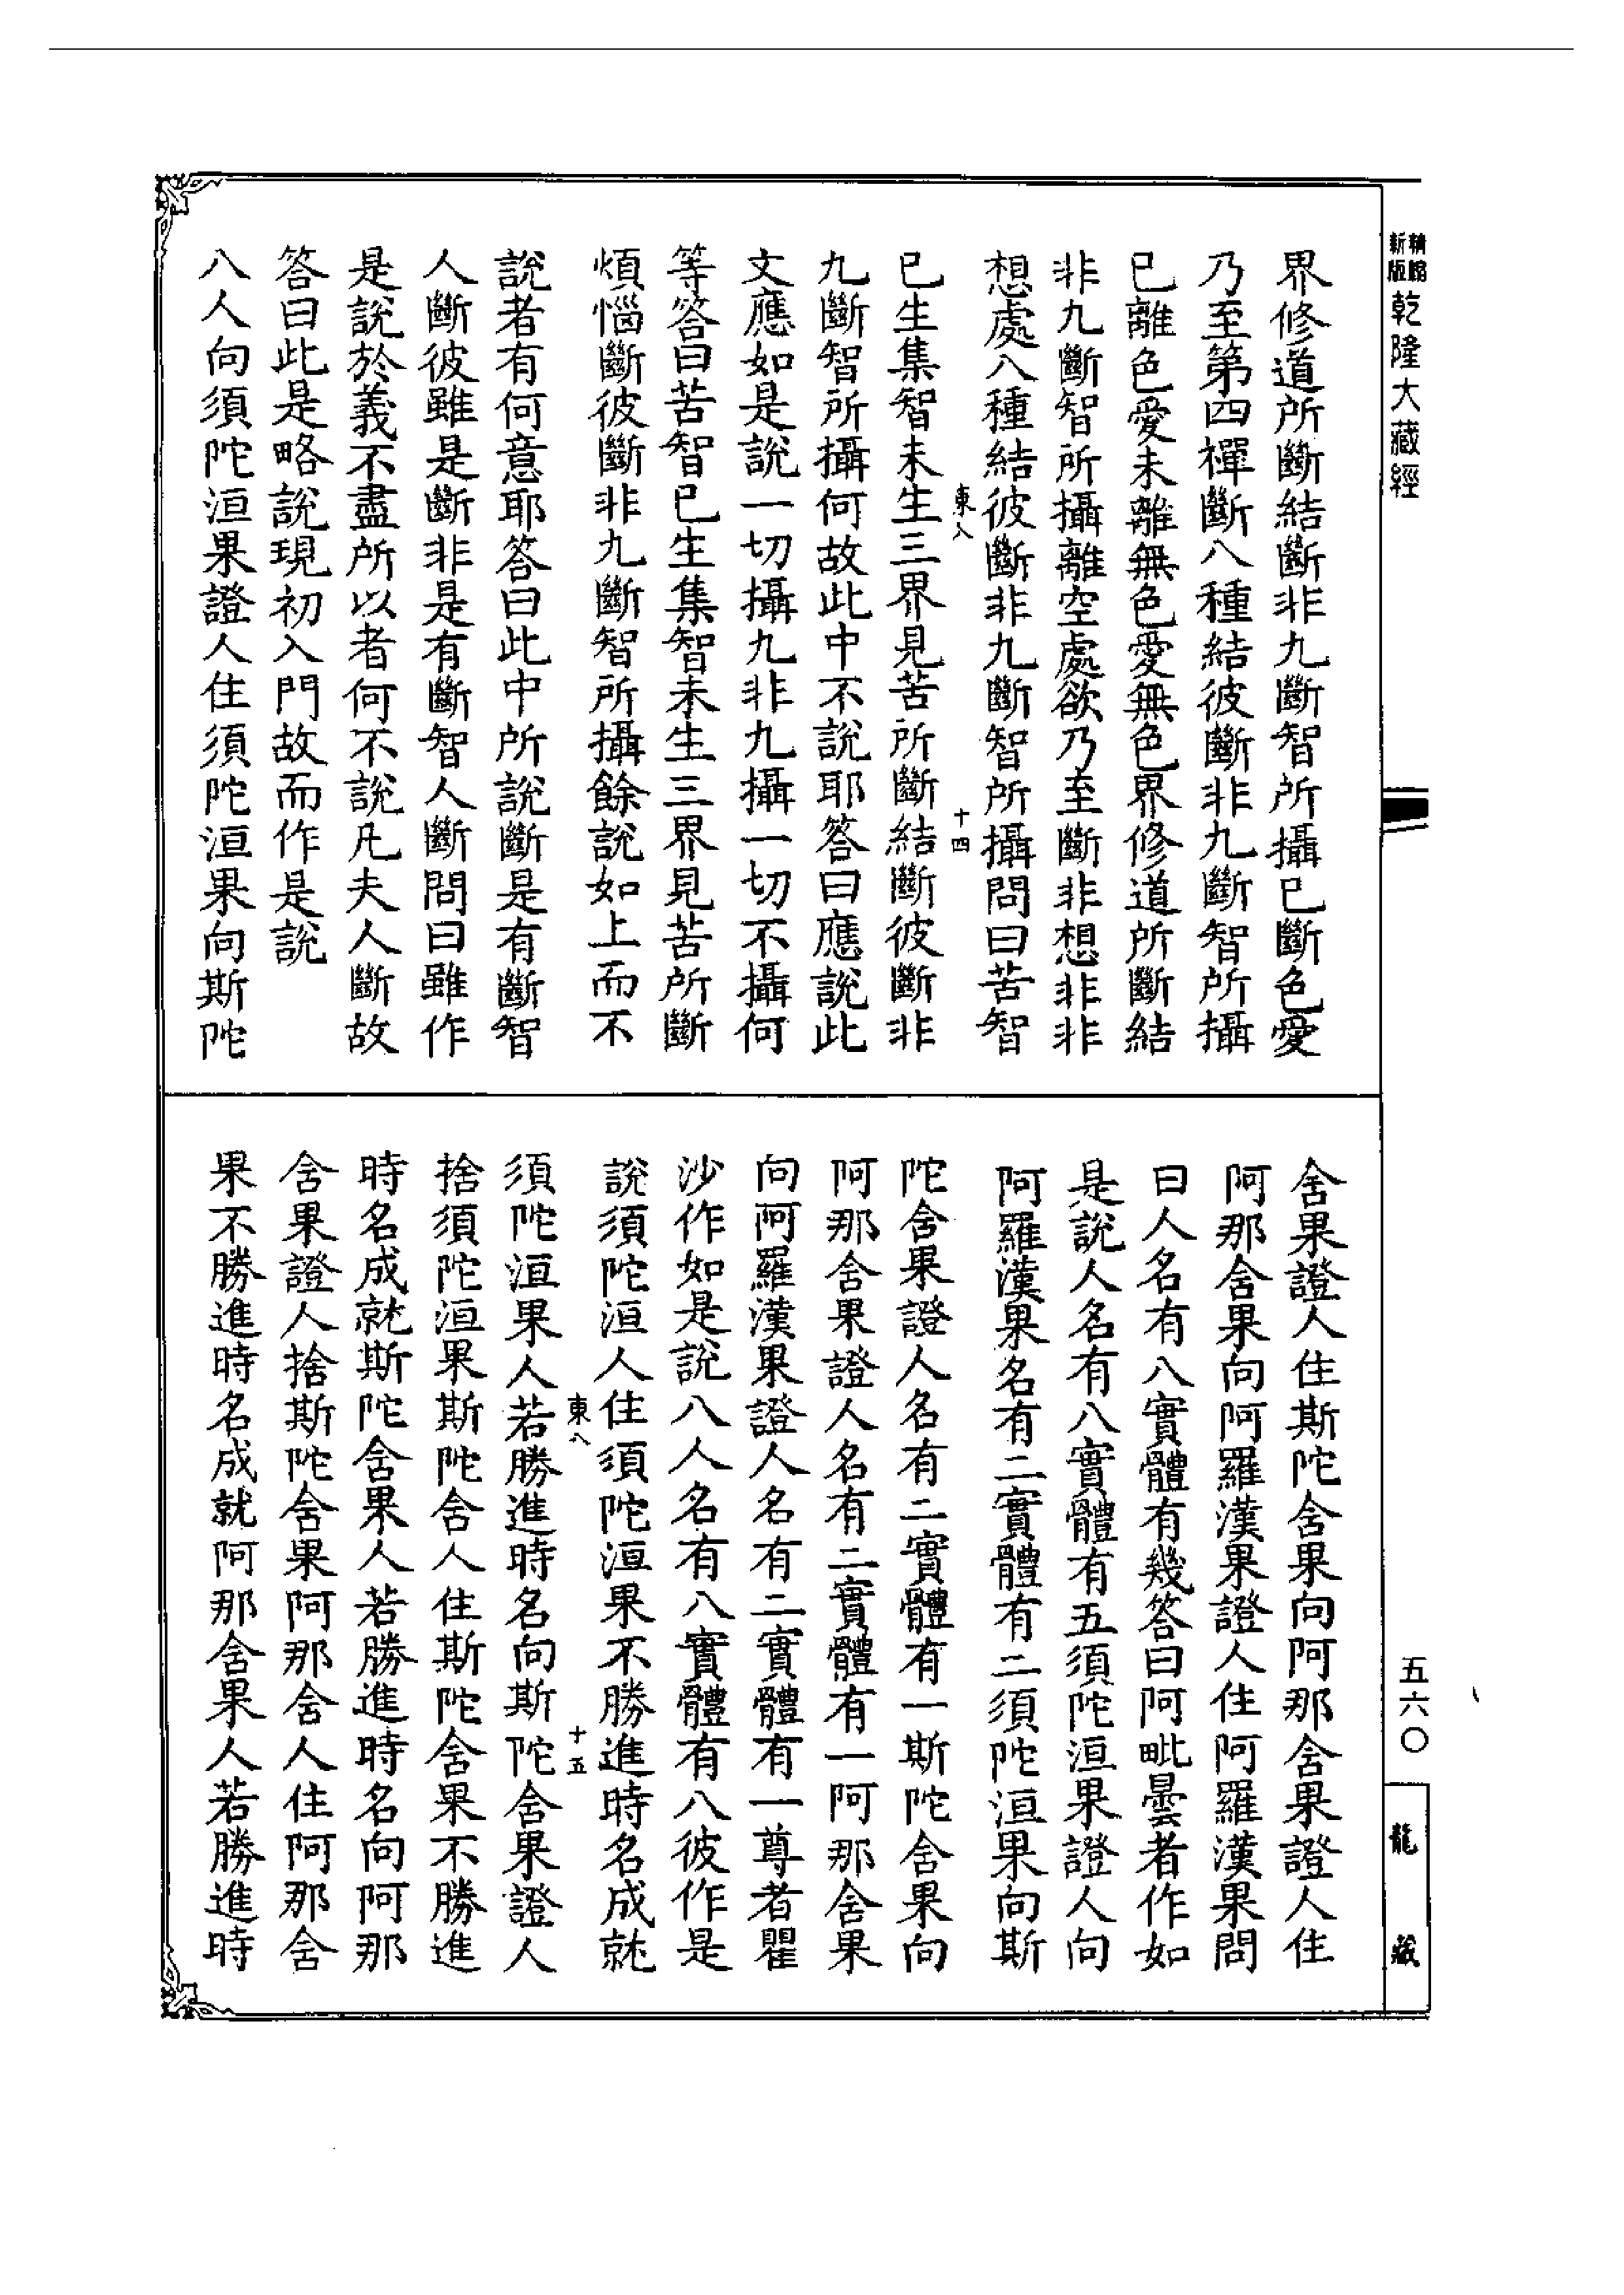 精縮
新版
乾隆大藏經
界修道所斷結斷非九斷智所攝已斷色愛
乃至第四禪斷八種結彼斷非九斷智所攝
已離色愛未離無色愛無色界修道所斷結
非九斷智所攝離空處欲乃至斷非想非非
想處八種結彼斷非九斷智所攝問曰苦智
東八
十四
已生集智未生三界見苦所斷結斷彼斷非
九斷智所攝何故此中不說耶答曰應說此
文應如是說一切攝九非九攝一切不攝何
等答曰苦智已生集智未生三界見苦所斷
煩惱斷彼斷非九斷智所攝餘說如上而不
說者有何意耶答曰此中所說斷是有斷智
人斷彼雖是斷非是有斷智人斷問曰雖作
是說於義不盡所以者何不說凡夫人斷故
答曰此是略說現初入門故而作是說
八人向須陀洹果證人住須陀洹果向斯陀
舍果證人住斯陀舍果向阿那舍果證人住
阿那舍果向阿羅漢果證人住阿羅漢果問
曰人名有八實體有幾答曰阿毗曇者作如
是說人名有八實體有五須陀洹果證人向
阿羅漢果名有二實體有二須陀洹果向斯
陀舍果證人名有二實體有一斯陀舍果向
阿那舍果證人名有二實體有一阿那舍果
向阿羅漢果證人名有二實體有一尊者瞿
沙作如是說八人名有八實體有八彼作是
說須陀洹人住須陀洹果不勝進時名成就
東八
十五
須陀洹果人若勝進時名向斯陀舍果證人
捨須陀洹果斯陀舍人住斯陀舍果不勝進
時名成就斯陀舍果人若勝進時名向阿那
舍果證人捨斯陀舍果阿那舍人住阿那舍
果不勝進時名成就阿那舍果人若勝進時
五六〇
龍藏